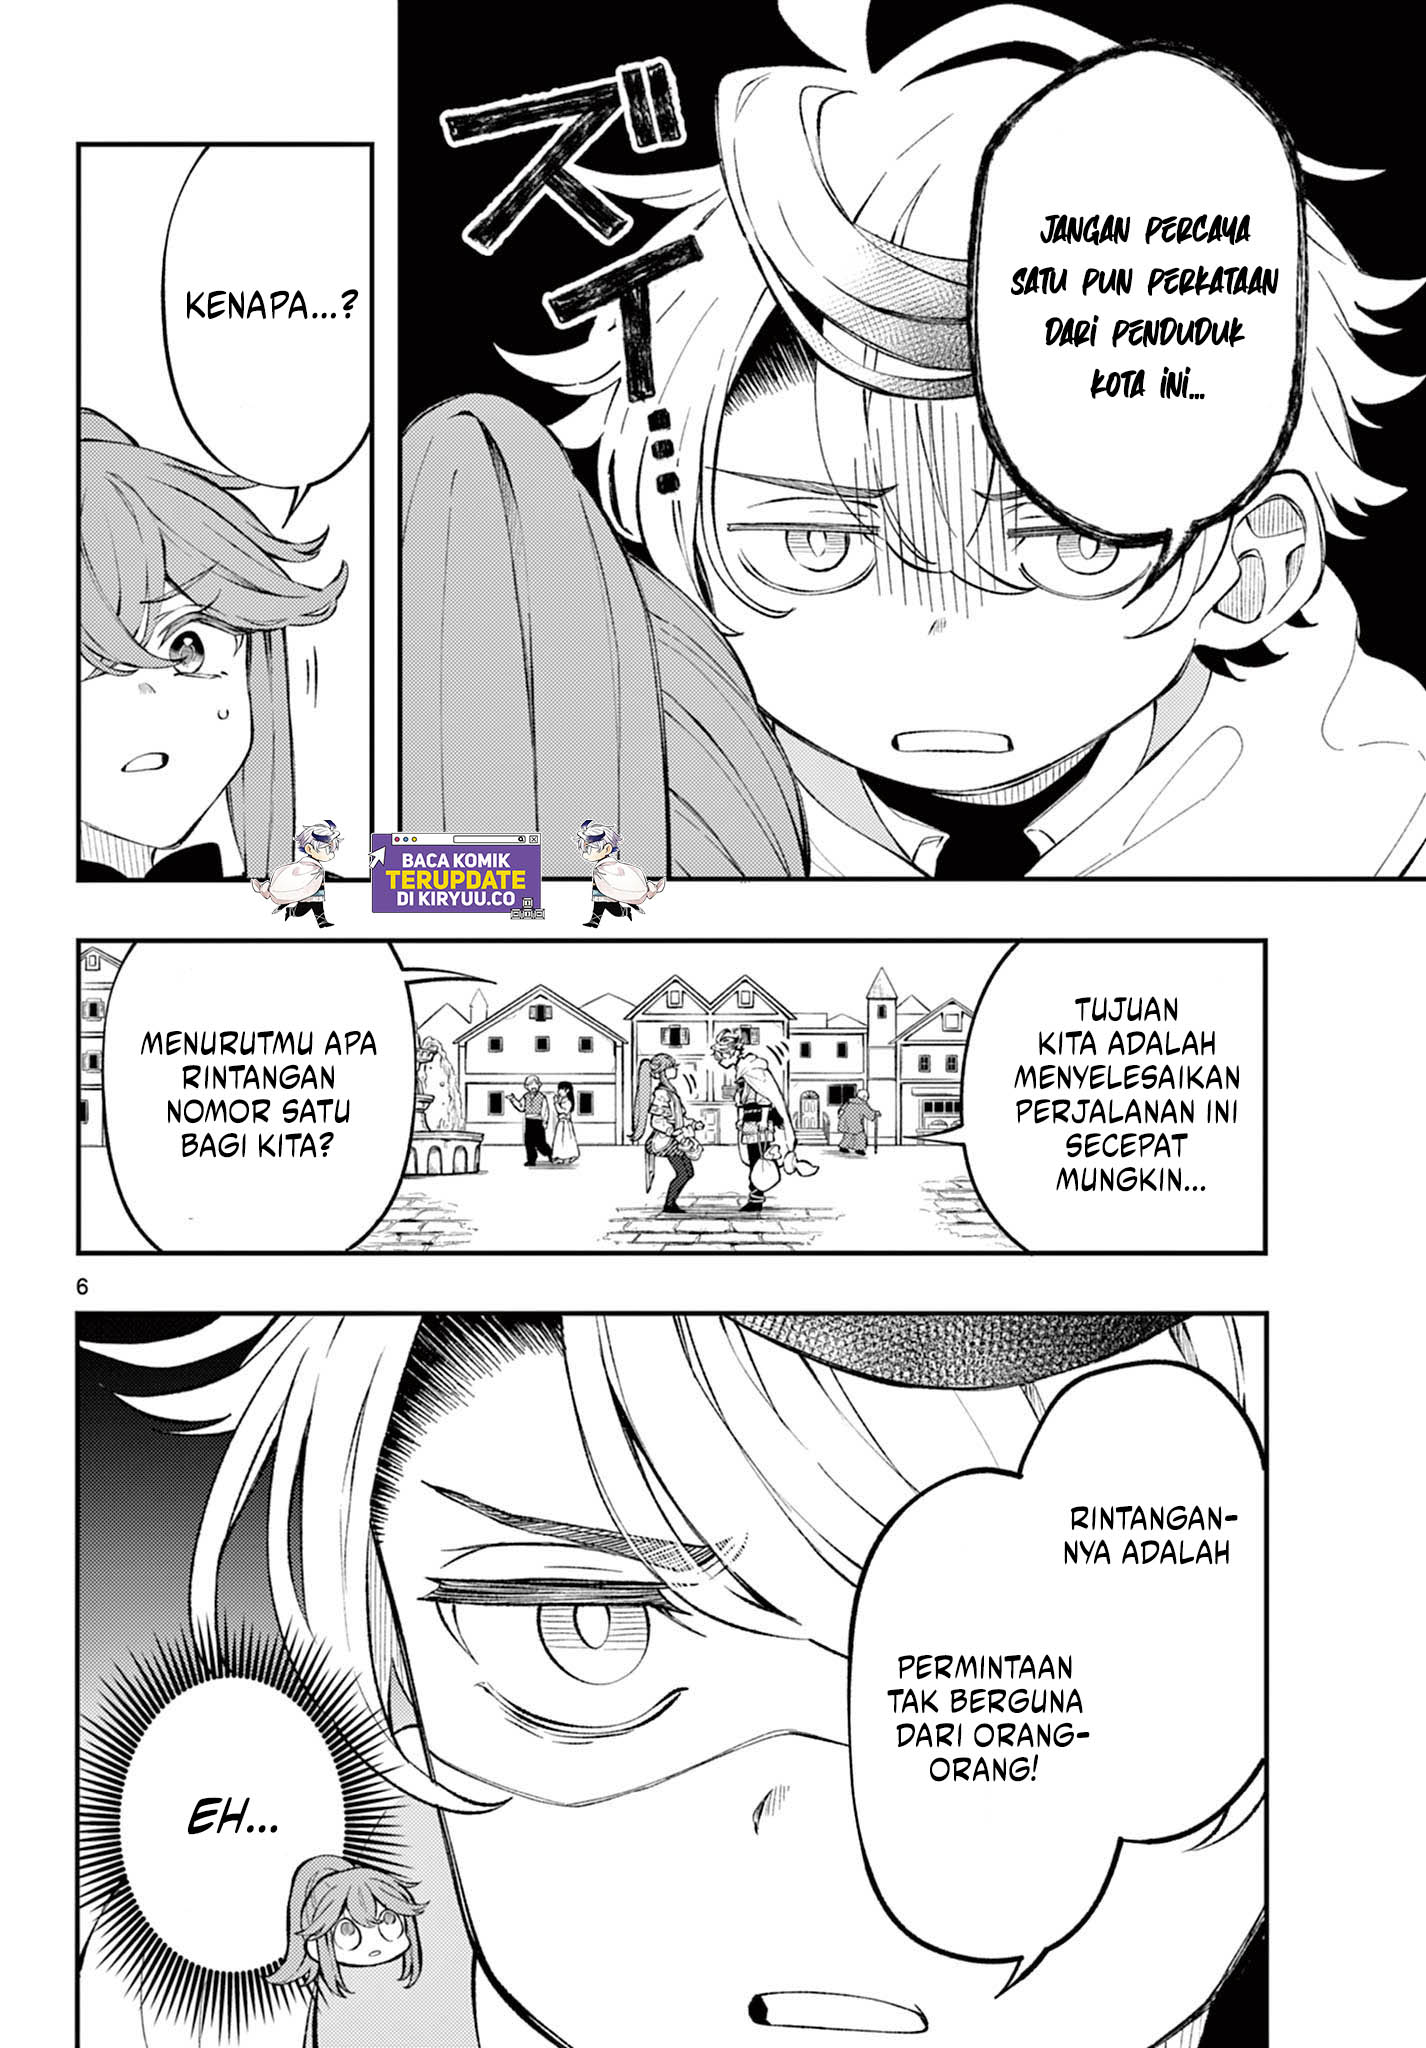 JANGAN PERCAYA
SATU PUN PERKATAAN
DARI PENDUDUK
KOTA INI...
ズイ…
KENAPA...?
BACA KOMIK
TERUPDATE
DI KIRYUU.CO
TUJUAN
KITA ADALAH
MENYELESAIKAN
PERJALANAN INI
SECEPAT
MUNGKIN...
MENURUTMU APA
RINTANGAN
NOMOR SATU
BAGI KITA?
6
RINTANGAN-
NYA ADALAH
PERMINTAAN
TAK BERGUNA
DARI ORANG-
ORANG!
EH...